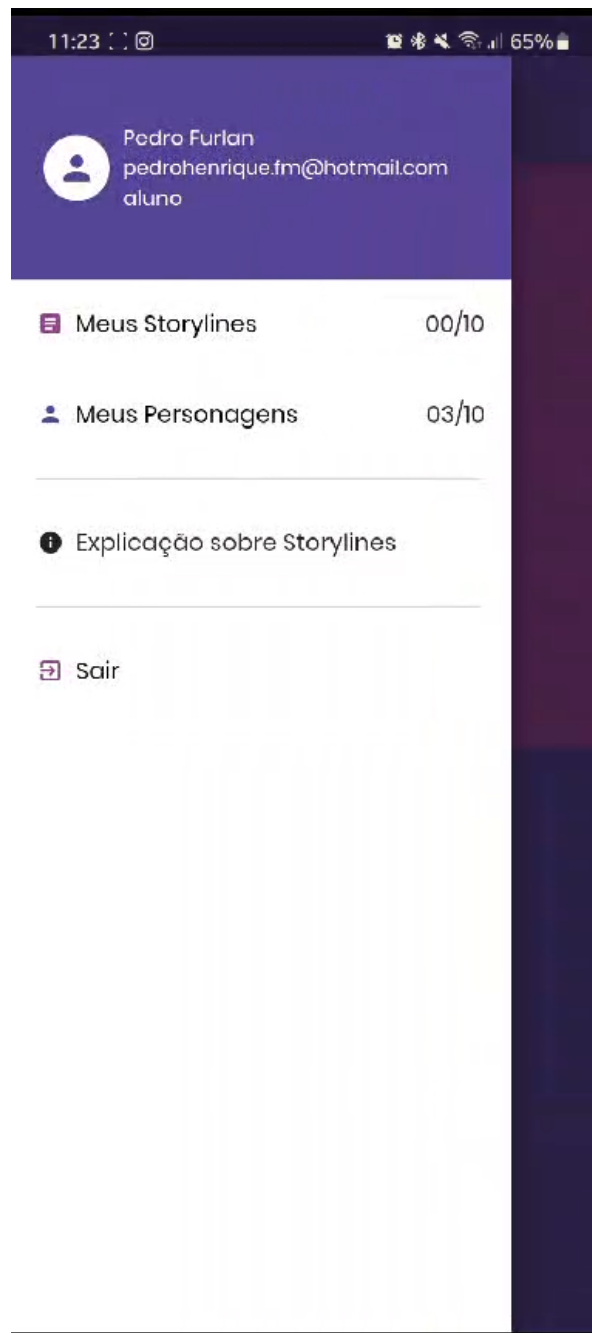 11:23 65%
Pedro Furlan
pedrohenrique.fm@hotmail.com
aluno
Meus Storylines 00/10
Meus Personagens 03/10
Explicação sobre Storylines
Sair